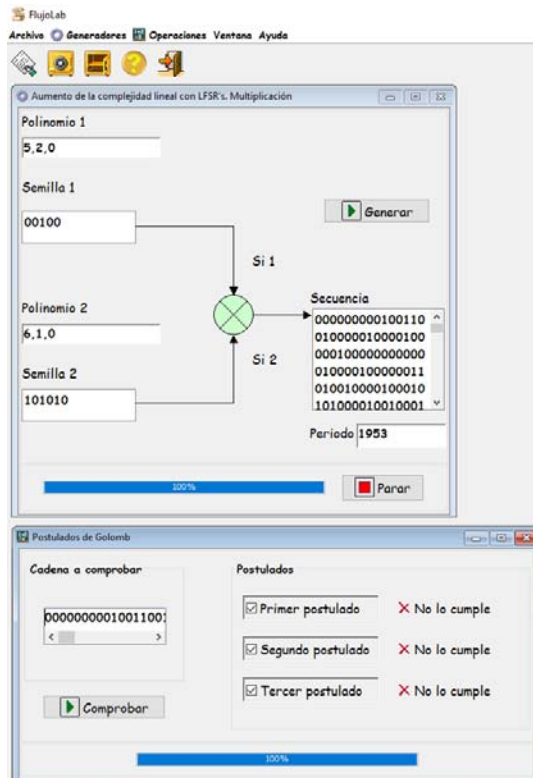 FlujoLab
Archivo Generadores Operaciones Ventana Ayuda
Aumento de la complejidad lineal con LFSR's. Multiplicación
Polinomio 1
5,2,0
Semilla 1
00100
Generar
Si 1
Polinomio 2
6,1,0
Si 2
Semilla 2
101010
Secuencia
000000000100110
010000010000100
000100000000000
010000100000011
010010000100010
101000010010001
Periodo 1953
100%
Parar
Postulados de Golomb
Cadena a comprobar
Postulados
0000000001001100
Primer postulado No lo cumple
Segundo postulado No lo cumple
Tercer postulado No lo cumple
Comprobar
100%